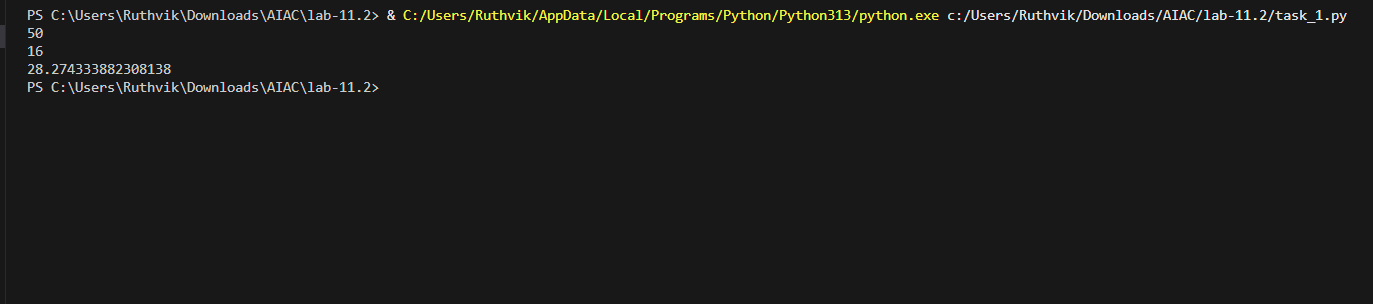 PS C:\Users\Ruthvik\Downloads\AIAC\lab-11.2> & C:/Users/Ruthvik/AppData/Local/Programs/Python/Python313/python.exe c:/Users/Ruthvik/Downloads/AIAC/lab-11.2/task_1.py
50
16
28.274333882308138
PS C:\Users\Ruthvik\Downloads\AIAC\lab-11.2>